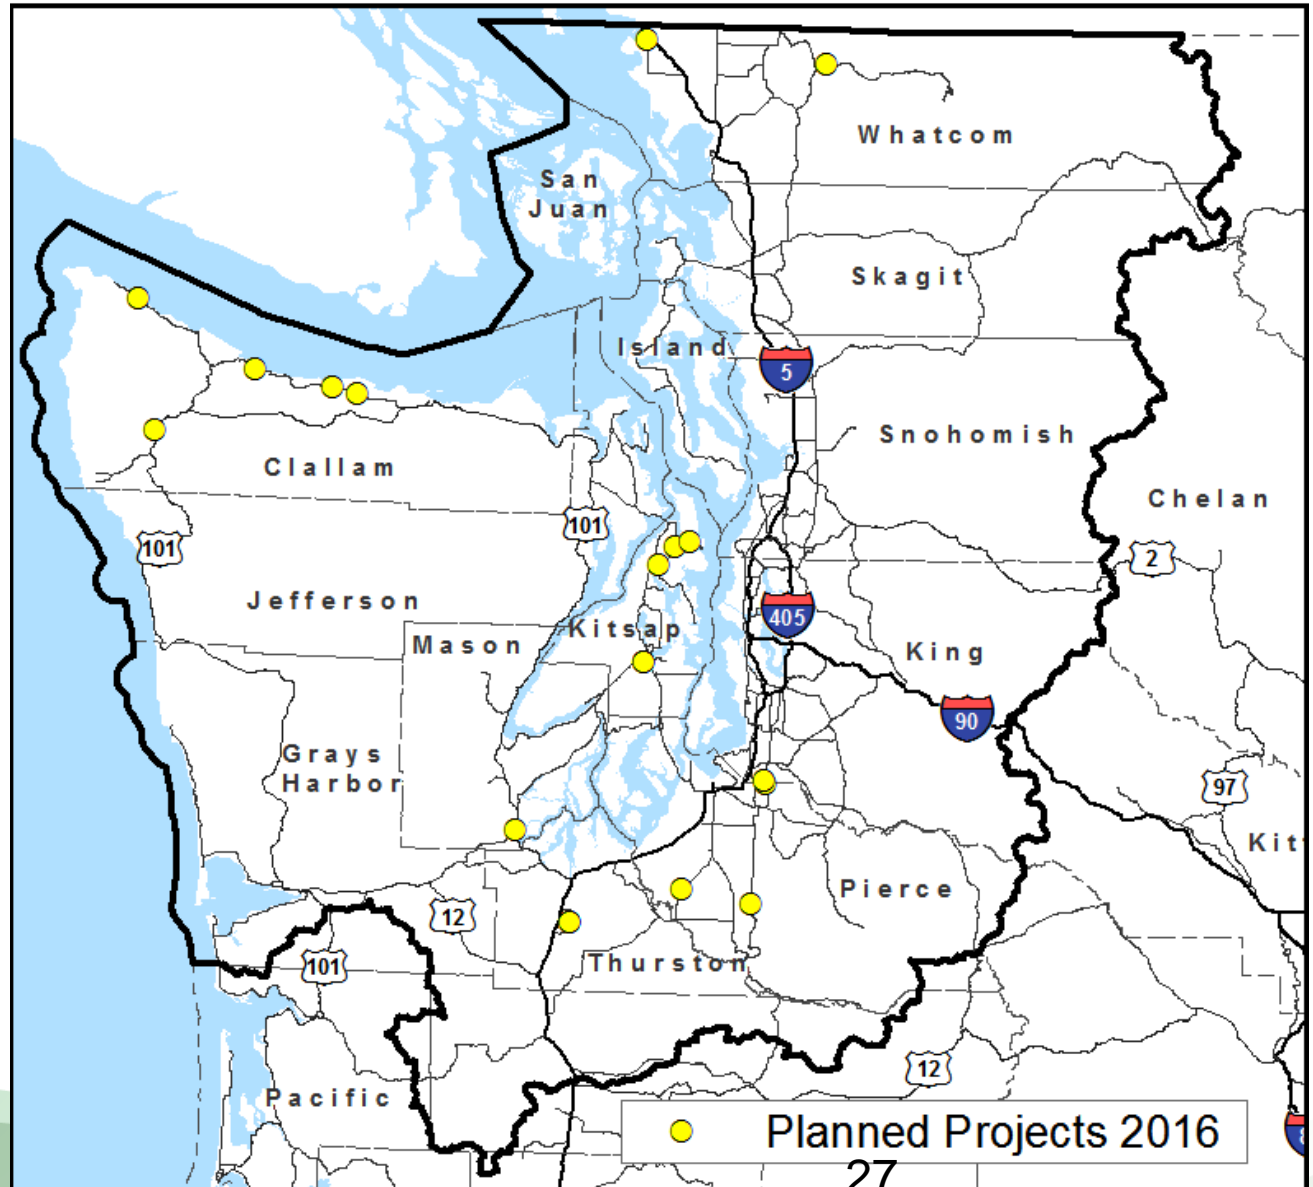 Whatcom
San
Juan
Skagit
Island
5
Snohomish
Clallam
Chelan
101
101
2
Jefferson
405
Kitsap
Mason
King
90
Grays
Harbor
97
Kit
Pierce
12
101
Thurston
12
Pacific
Planned Projects 2016
27